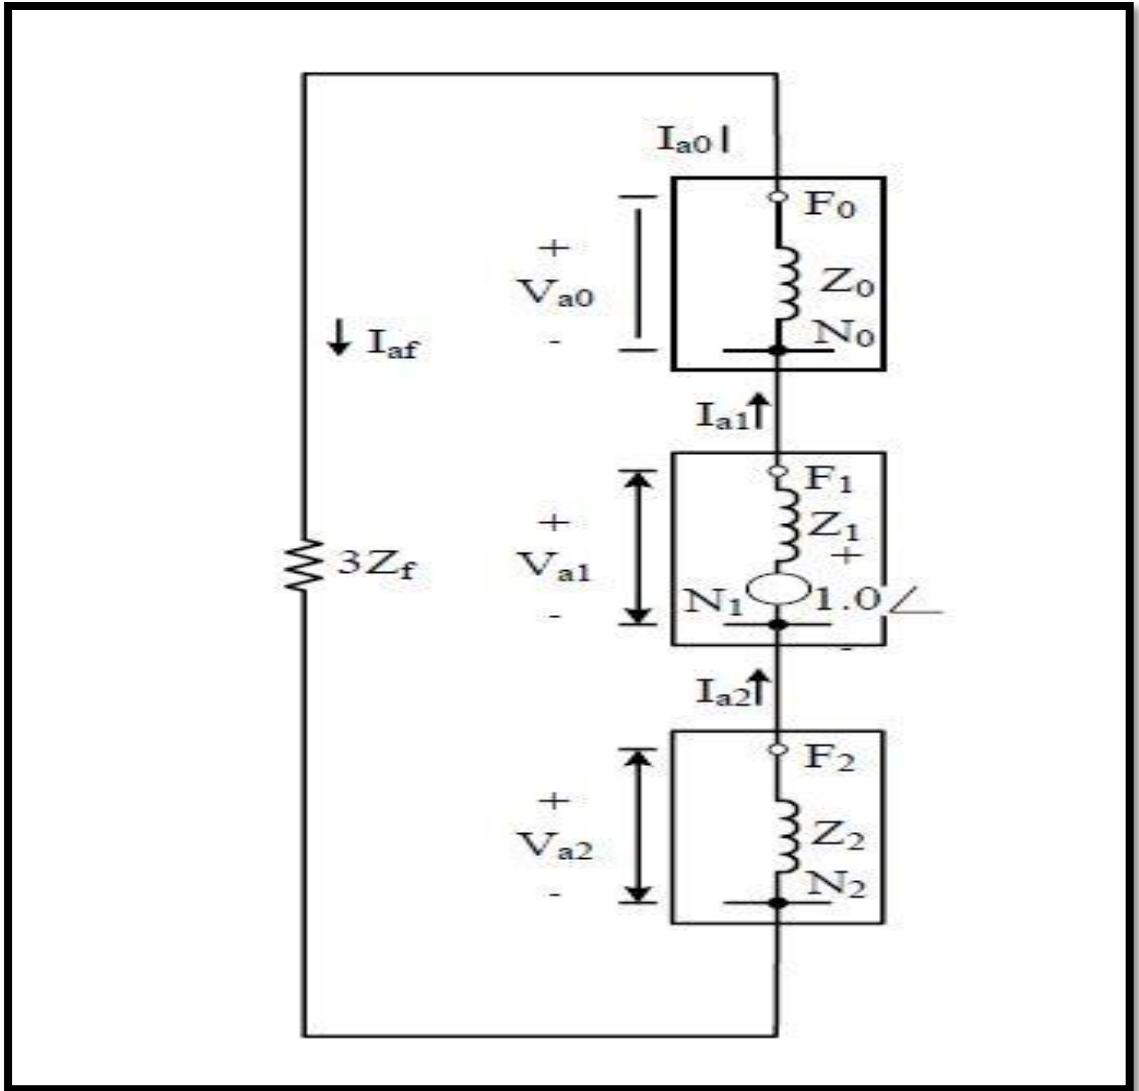 Ia0
F0
+
Va0
-
Z0
N0
Iaf
Ia1
F1
+
Va1
-
Z1
+
N1
1.0∠
-
3Zf
Ia2
F2
+
Va2
-
Z2
N2